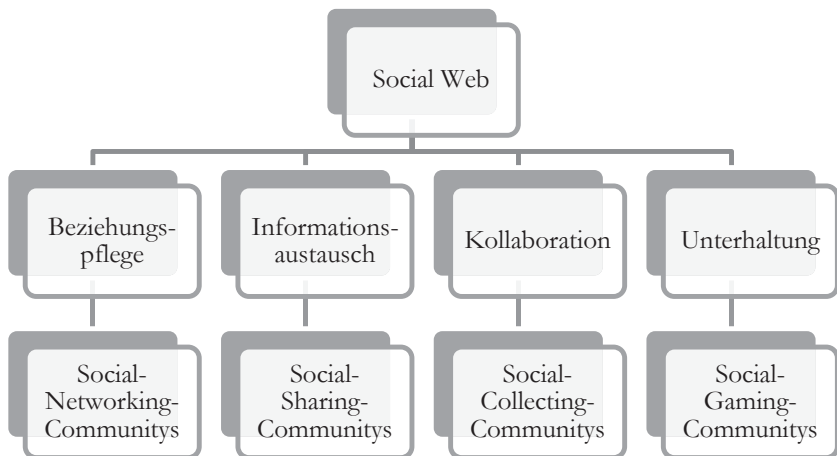 Social Web
Beziehungs-
pflege
Informations-
austausch
Kollaboration
Unterhaltung
Social-
Networking-
Communitys
Social-
Sharing-
Communitys
Social-
Collecting-
Communitys
Social-
Gaming-
Communitys